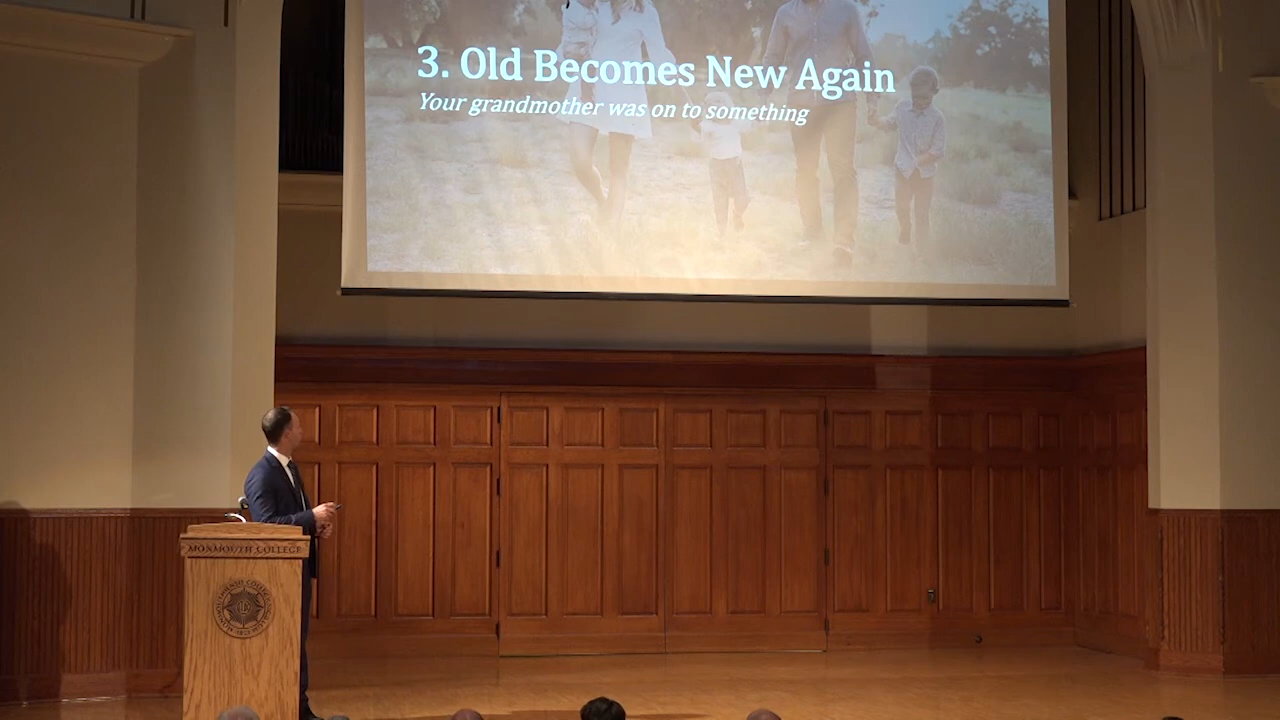 3. Old Becomes New Again
Your grandmother was on to something
MONMOUTH COLLEGE